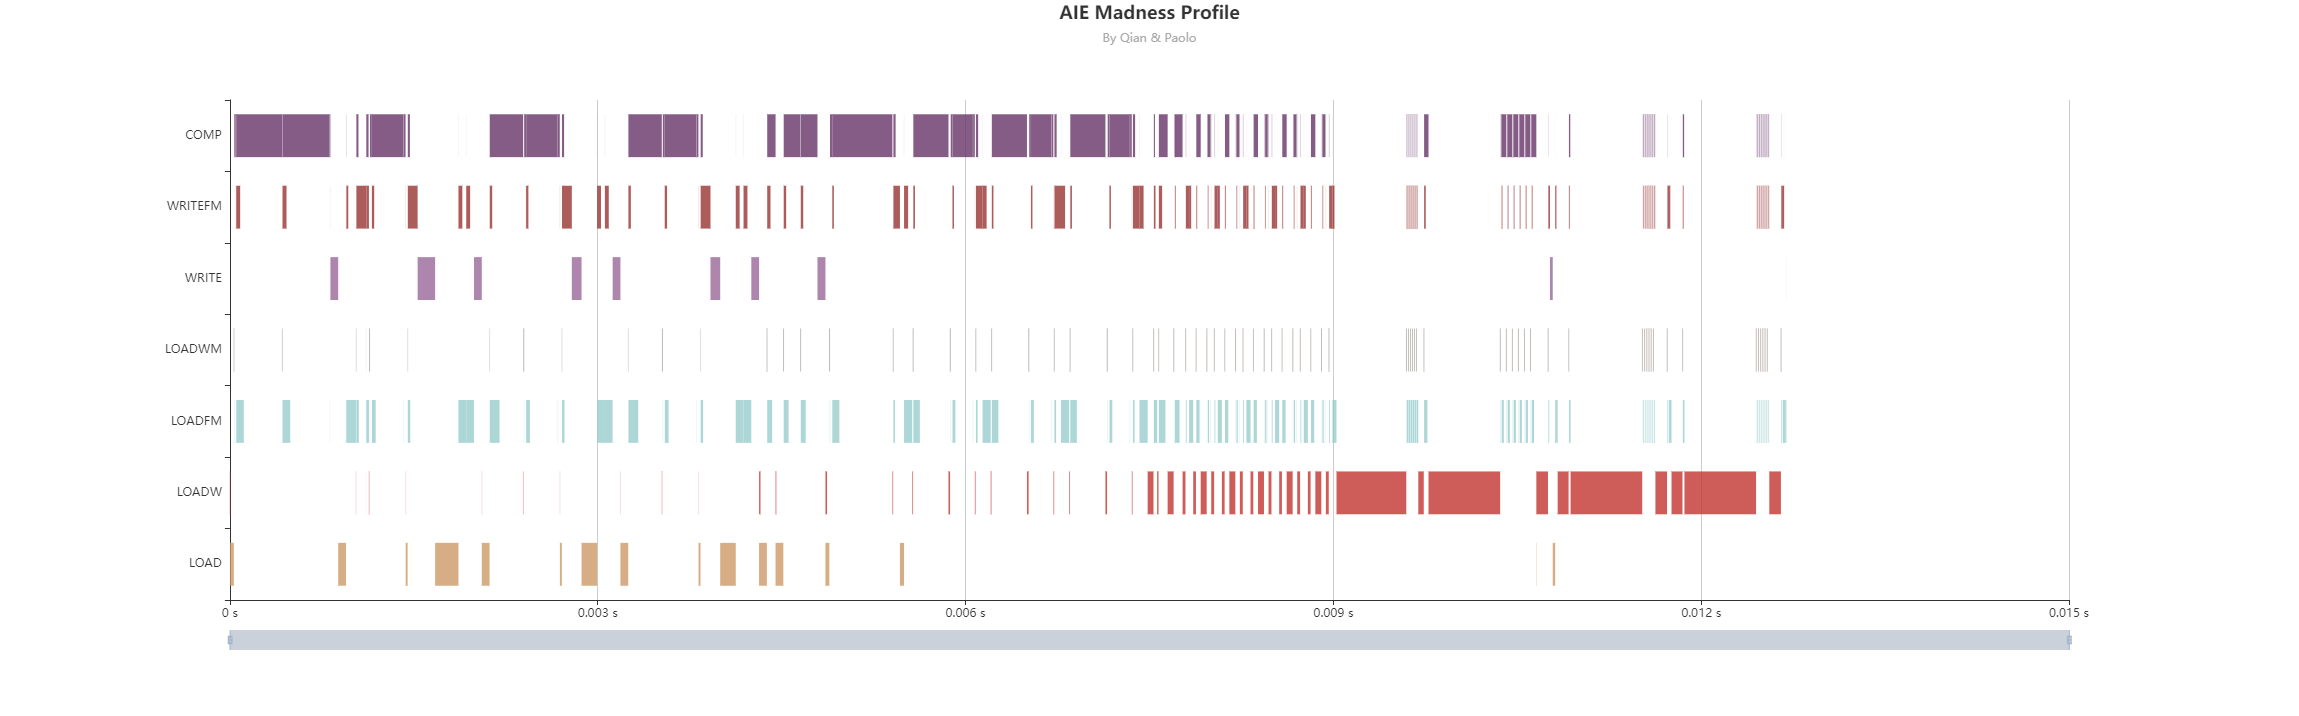 AIE Madness Profile
By Qian & Paolo
COMP
WRITEFM
WRITE
LOADWM
LOADFM
LOADW
LOAD
0 s
0.003 s
0.006 s
0.009 s
0.012 s
0.015 s